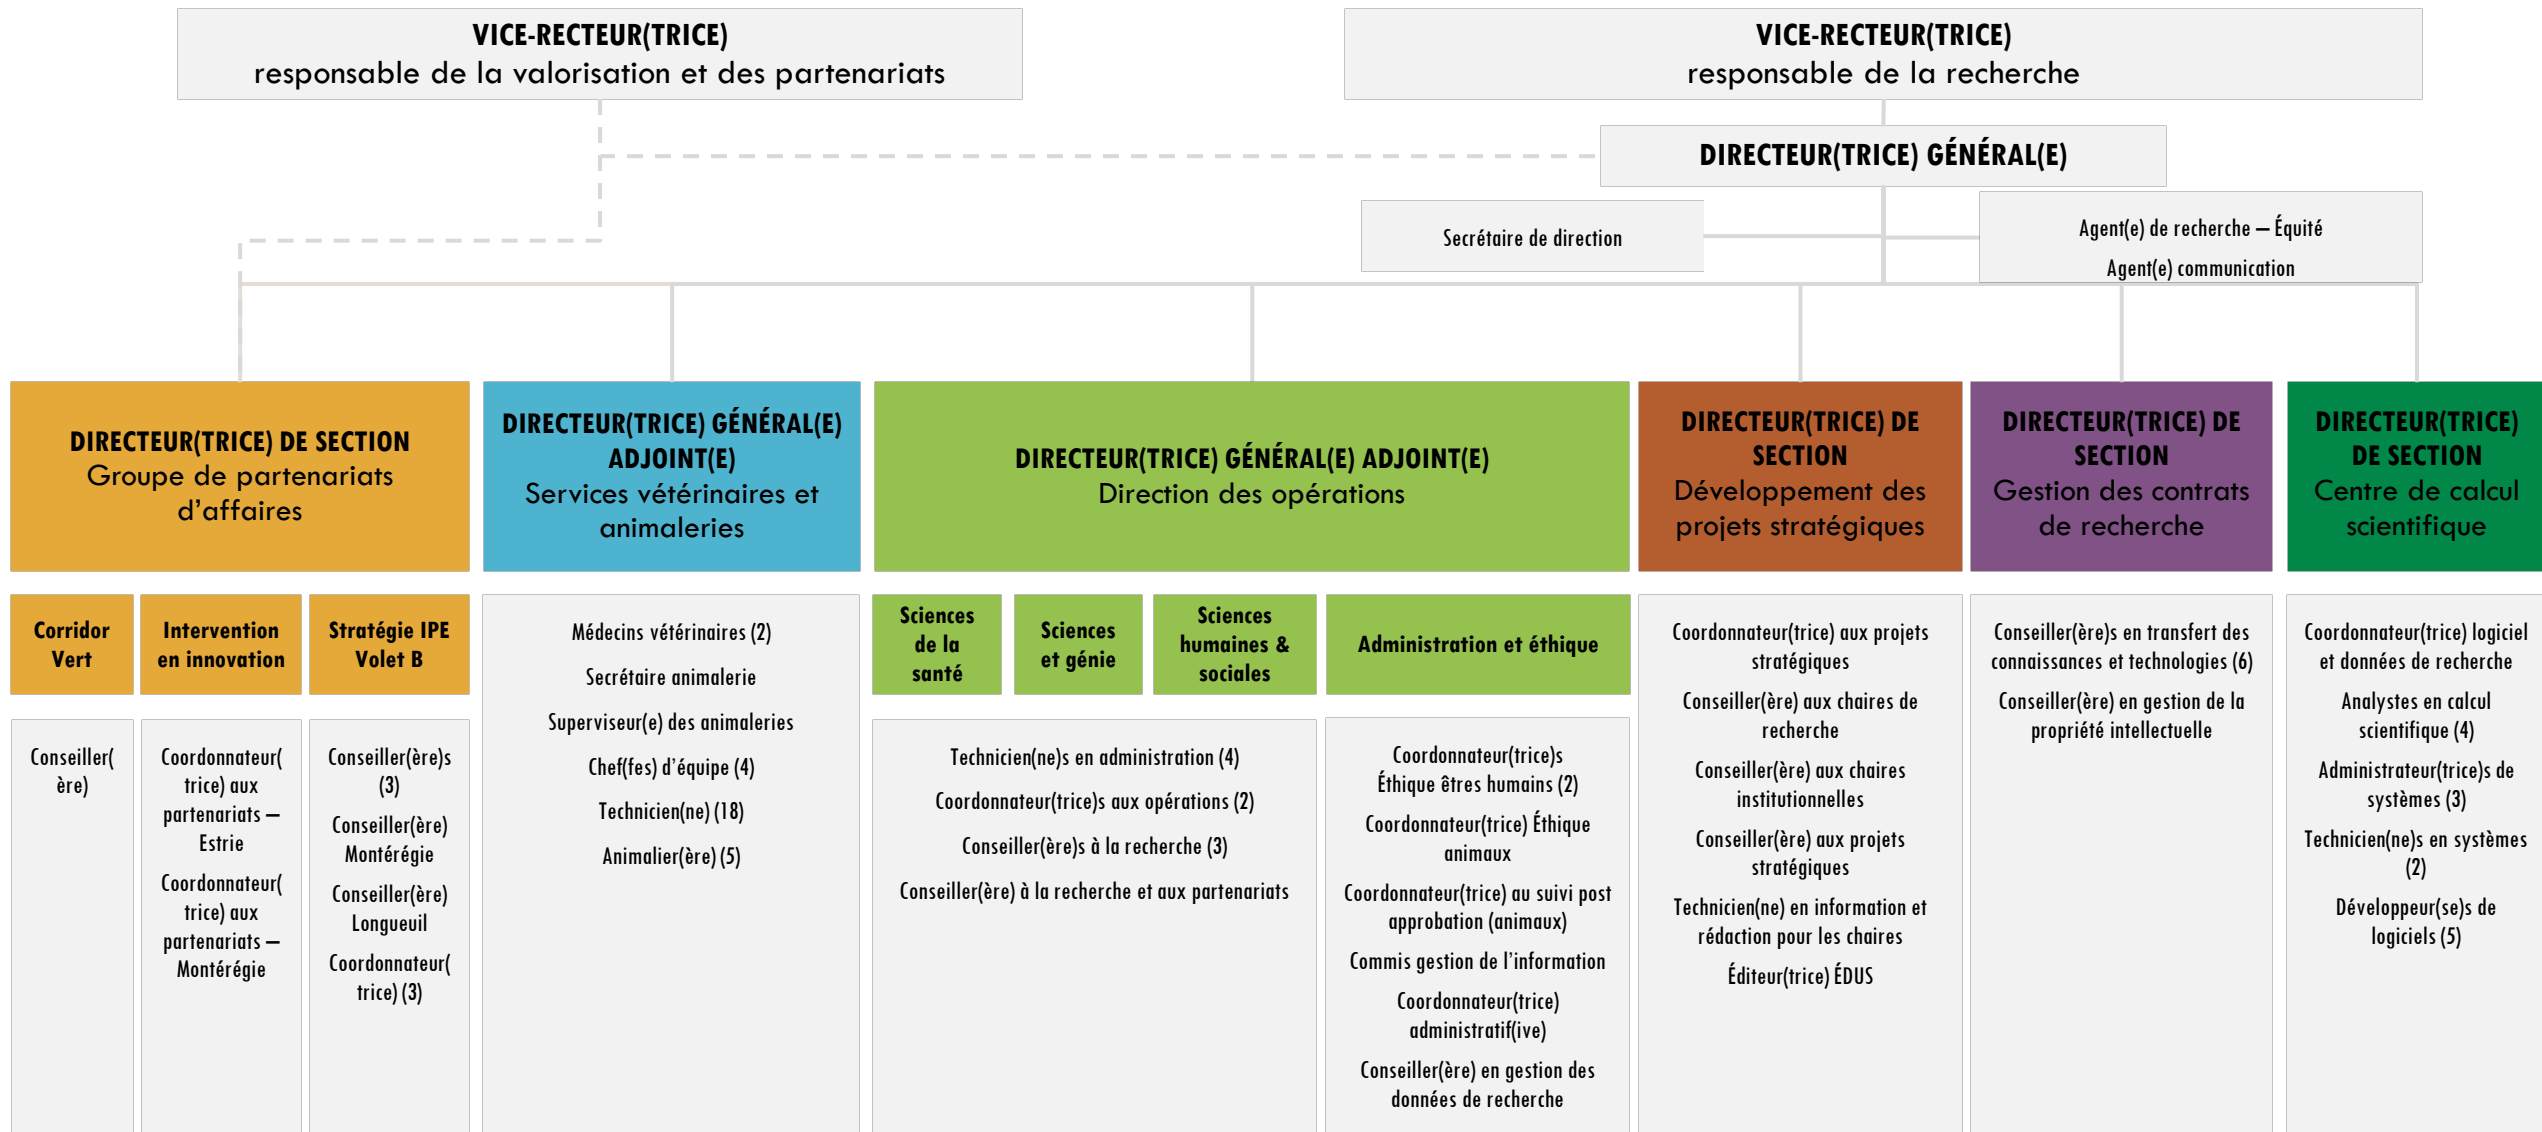 VICE-RECTEUR(TRICE)
responsable de la valorisation et des partenariats
VICE-RECTEUR(TRICE)
responsable de la recherche
DIRECTEUR(TRICE) GÉNÉRAL(E)
Secrétaire de direction
Agent(e) de recherche – Équité
Agent(e) communication
DIRECTEUR(TRICE) DE SECTION
Groupe de partenariats
d'affaires
DIRECTEUR(TRICE) GÉNÉRAL(E)
ADJOINT(E)
Services vétérinaires et
animaleries
DIRECTEUR(TRICE) GÉNÉRAL(E) ADJOINT(E)
Direction des opérations
DIRECTEUR(TRICE) DE
SECTION
Développement des
projets stratégiques
DIRECTEUR(TRICE) DE
SECTION
Gestion des contrats
de recherche
DIRECTEUR(TRICE)
DE SECTION
Centre de calcul
scientifique
Corridor
Vert
Intervention
en innovation
Stratégie IPE
Volet B
Conseiller(
ère)
Coordonnateur(
trice) aux
partenariats –
Estrie
Coordonnateur(
trice) aux
partenariats –
Montérégie
Conseiller(ère)s
(3)
Conseiller(ère)
Montérégie
Conseiller(ère)
Longueuil
Coordonnateur(
trice) (3)
Médecins vétérinaires (2)
Secrétaire animalerie
Superviseur(e) des animaleries
Chef(fes) d'équipe (4)
Technicien(ne) (18)
Animalier(ère) (5)
Sciences
de la
santé
Sciences
et génie
Sciences
humaines &
sociales
Administration et éthique
Technicien(ne)s en administration (4)
Coordonnateur(trice)s aux opérations (2)
Conseiller(ère)s à la recherche (3)
Conseiller(ère) à la recherche et aux partenariats
Coordonnateur(trice)s
Éthique êtres humains (2)
Coordonnateur(trice) Éthique
animaux
Coordonnateur(trice) au suivi post
approbation (animaux)
Commis gestion de l'information
Coordonnateur(trice)
administratif(ive)
Conseiller(ère) en gestion des
données de recherche
Coordonnateur(trice) aux projets
stratégiques
Conseiller(ère) aux chaires de
recherche
Conseiller(ère) aux chaires
institutionnelles
Conseiller(ère) aux projets
stratégiques
Technicien(ne) en information et
rédaction pour les chaires
Éditeur(trice) ÉDUS
Conseiller(ère)s en transfert des
connaissances et technologies (6)
Conseiller(ère) en gestion de la
propriété intellectuelle
Coordonnateur(trice) logiciel
et données de recherche
Analystes en calcul
scientifique (4)
Administrateur(trice)s de
systèmes (3)
Technicien(ne)s en systèmes
(2)
Développeur(se)s de
logiciels (5)